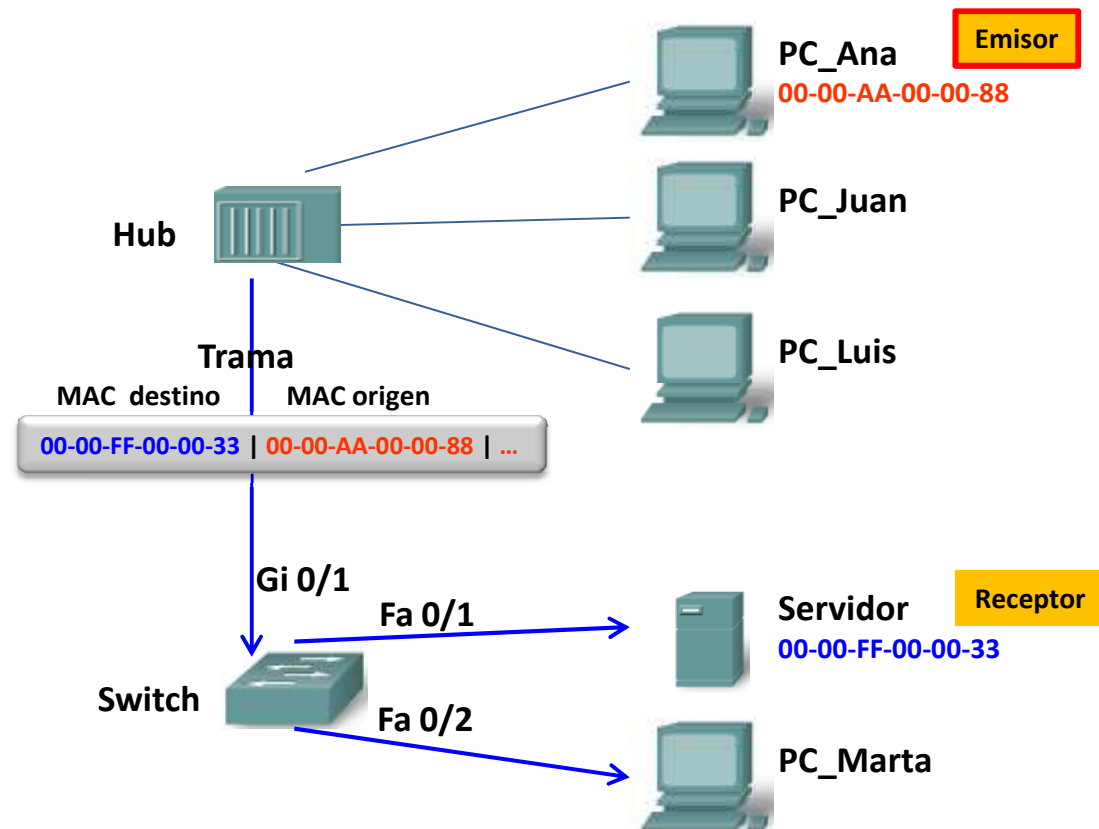 Emisor
PC_Ana
00-00-AA-00-00-88
PC_Juan
Hub
PC_Luis
Trama
MAC destino MAC origen
00-00-FF-00-00-33 | 00-00-AA-00-00-88 | ...
Gi 0/1
Fa 0/1
Servidor
Receptor
00-00-FF-00-00-33
Switch
Fa 0/2
PC_Marta